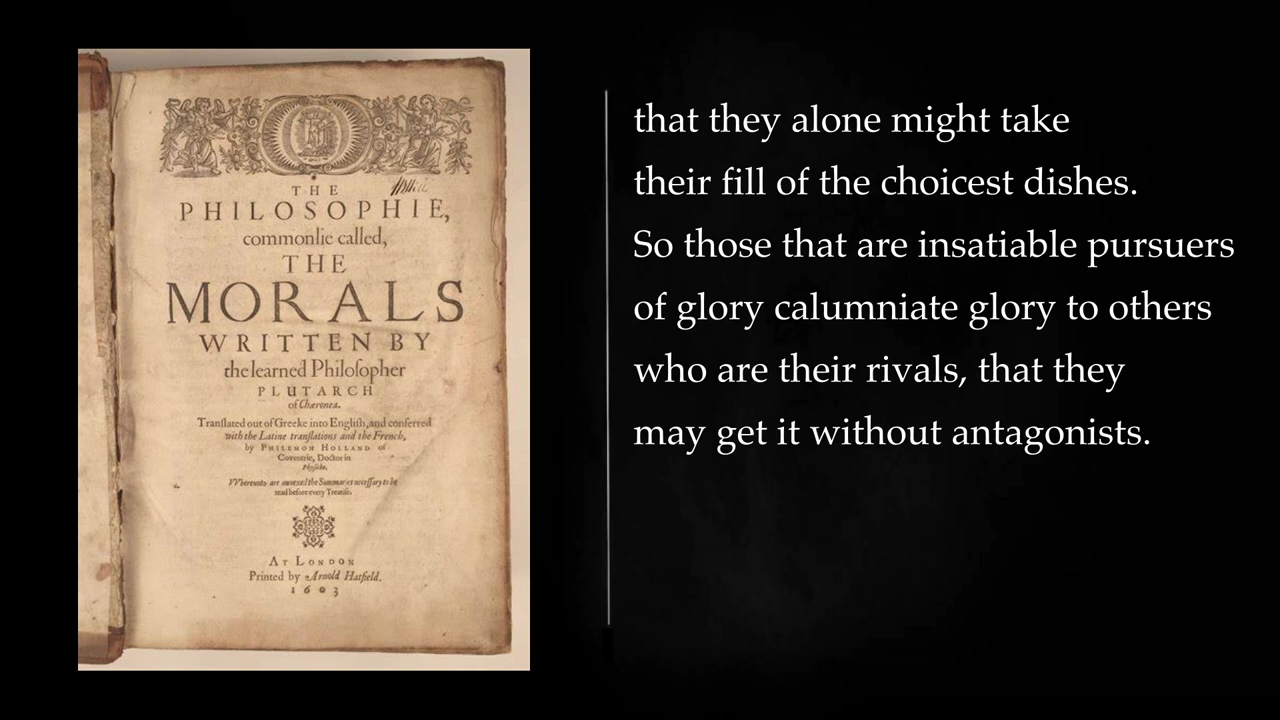 THE
PHILOSOPHIE,
commonlie called,
THE
MORALS
WRITTEN BY
the learned Philoſopher
PLUTARCH
of Chæronea.
Tranſlated out of Greeke into Engliſh, and conferred
with the Latine tranſlations and the French,
by PHILEMON HOLLAND of
Coventrie, Doctor in
Phyſicke.
VVhereunto are annexed the Summaries neceſſary to be
read before every Treatiſe.
AT LONDON
Printed by Arnold Hatfield.
1603
that they alone might take
their fill of the choicest dishes.
So those that are insatiable pursuers
of glory calumniate glory to others
who are their rivals, that they
may get it without antagonists.